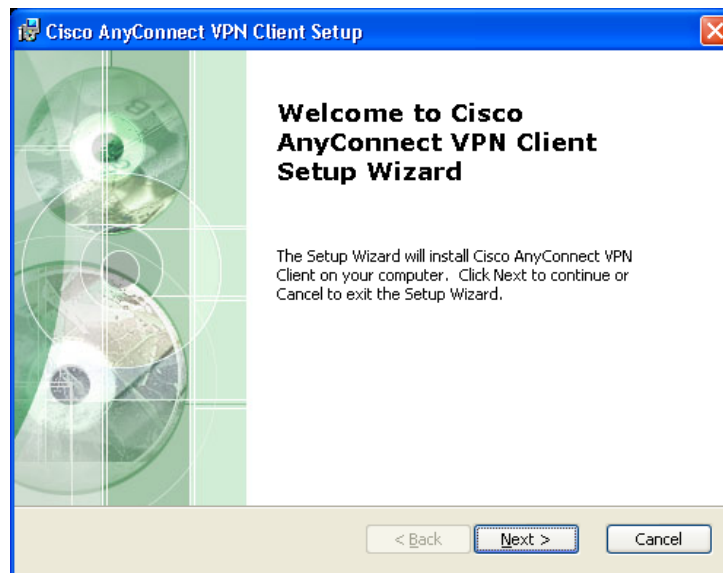 Cisco AnyConnect VPN Client Setup
Welcome to Cisco
AnyConnect VPN Client
Setup Wizard
The Setup Wizard will install Cisco AnyConnect VPN
Client on your computer.  Click Next to continue or
Cancel to exit the Setup Wizard.
< Back
Next >
Cancel